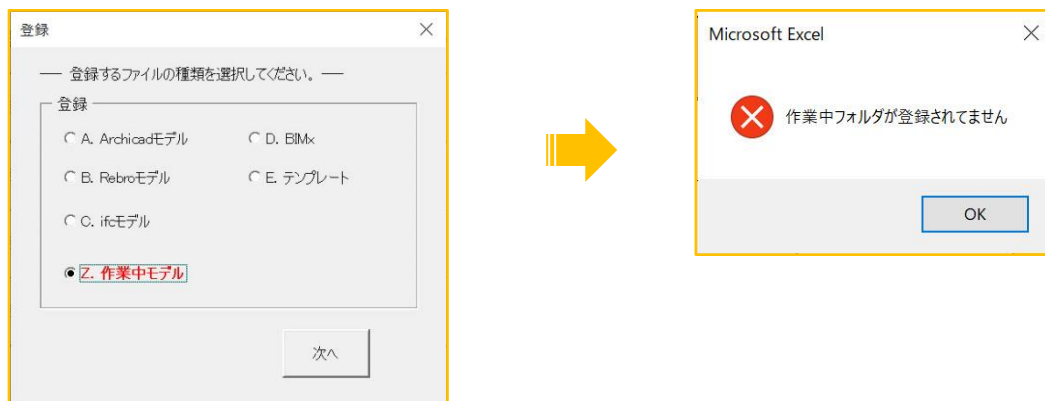 登録
── 登録するファイルの種類を選択してください。 ──
登録
A. Archicadモデル
D. BIMx
B. Rebroモデル
E. テンプレート
C. ifcモデル
Z. 作業中モデル
次へ
Microsoft Excel
作業中フォルダが登録されてません
OK